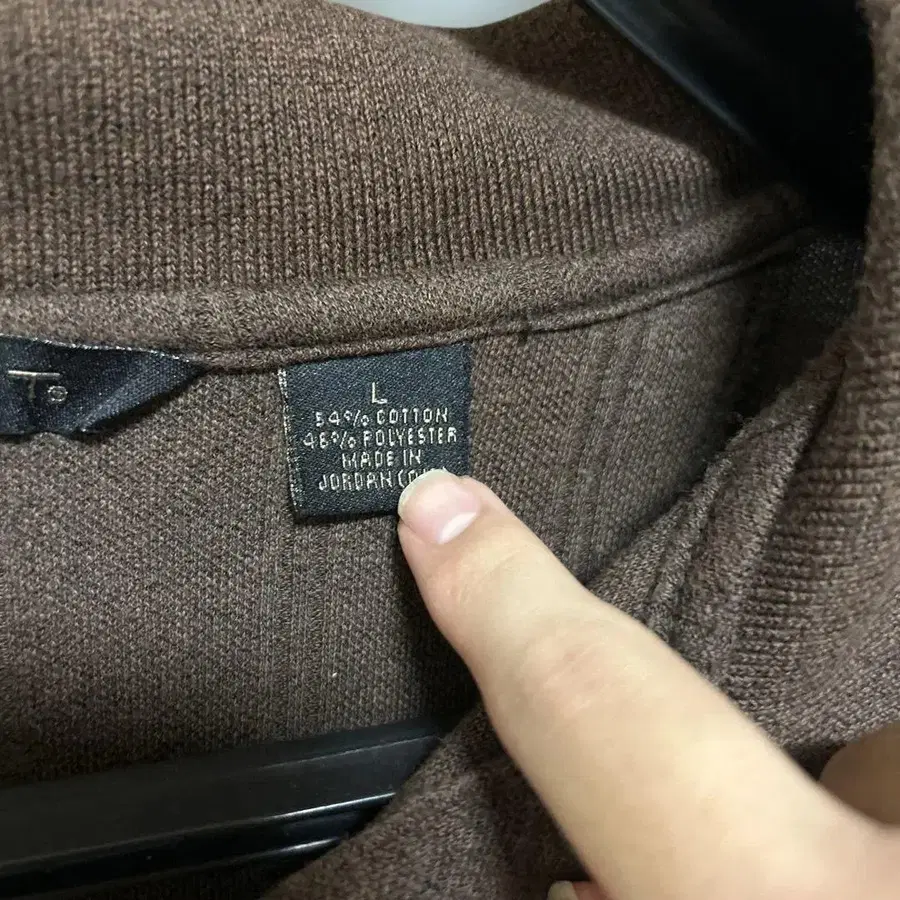 T®
L
54% COTTON
46% POLYESTER
MADE IN
JORDAN